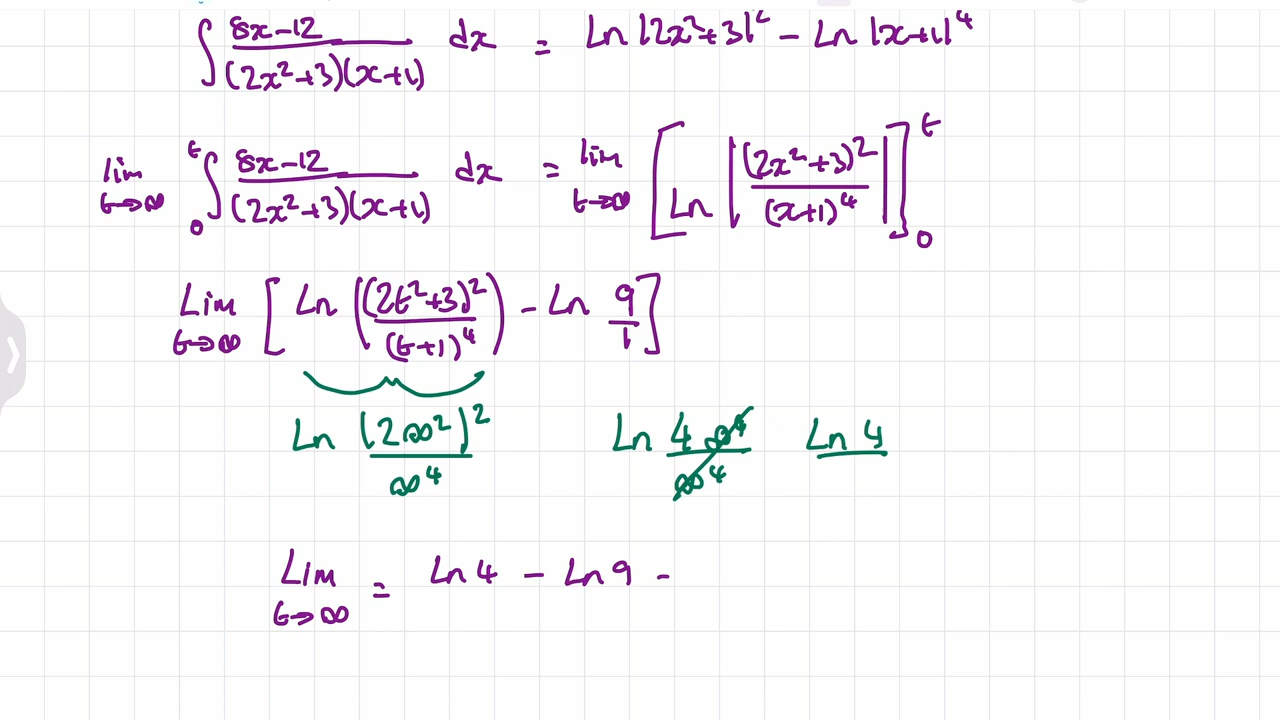 ∫ 8x-12 / (2x²+3)(x+1) dx = Ln |2x²+3|² - Ln |x+1|⁴
lim t→∞ ∫₀ᵗ 8x-12 / (2x²+3)(x+1) dx = lim t→∞ [Ln |(2x²+3)² / (x+1)⁴|]₀ᵗ
Lim t→∞ [Ln ((2t²+3)² / (t+1)⁴) - Ln 9/1]
Ln (2∞²)² / ∞⁴ Ln 4∞⁴ / ∞⁴ Ln 4
Lim t→∞ = Ln 4 - Ln 9 -